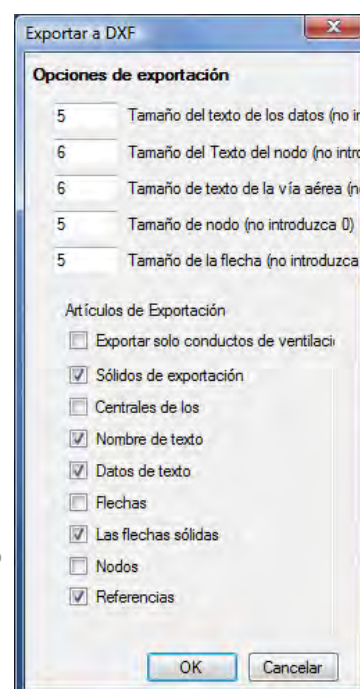 Exportar a DXF
Opciones de exportación
5 Tamaño del texto de los datos (no
6 Tamaño del Texto del nodo (no
6 Tamaño de texto de la vía aérea
5 Tamaño de nodo (no introduzca 0)
5 Tamaño de la flecha (no introduzca
Artículos de Exportación
Exportar solo conductos de
Sólidos de exportación
Centrales de los
Nombre de texto
Datos de texto
Flechas
Las flechas sólidas
Nodos
Referencias
OK Cancelar